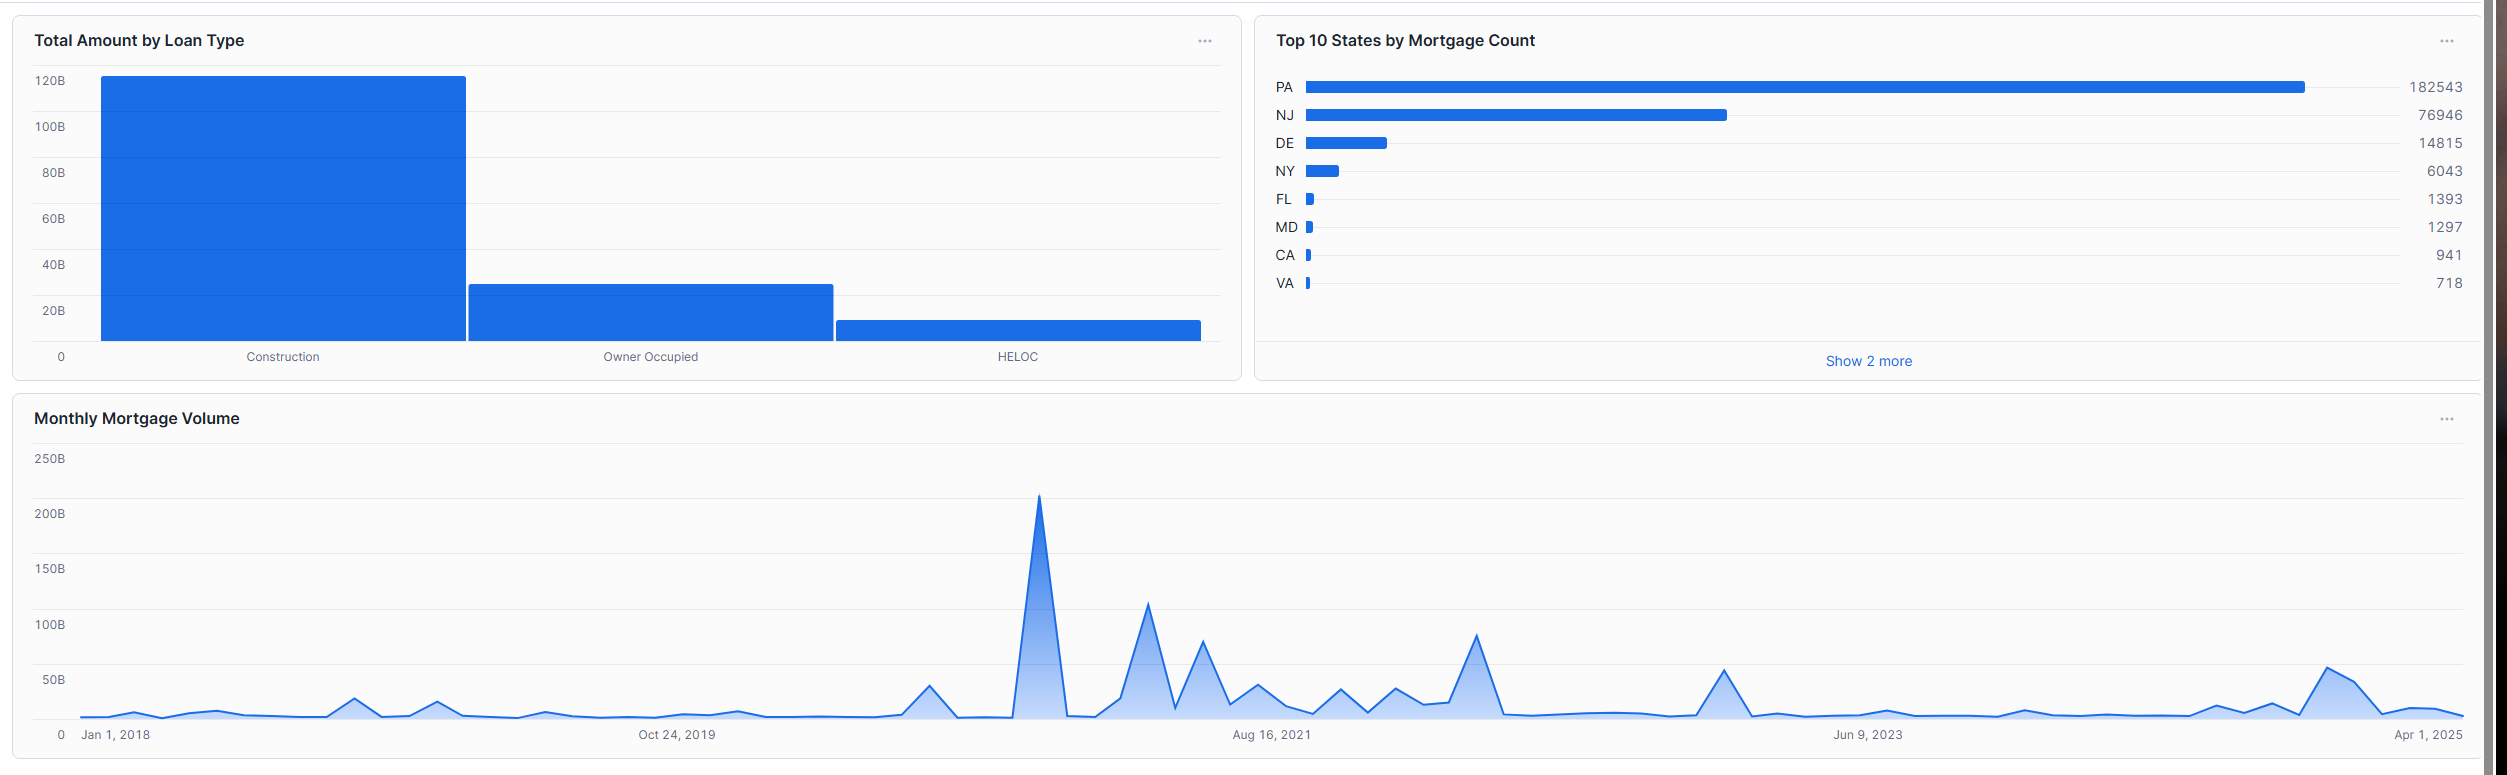 Total Amount by Loan Type
120B
100B
80B
60B
40B
20B
0
Construction
Owner Occupied
HELOC
Top 10 States by Mortgage Count
PA 182543
NJ 76946
DE 14815
NY 6043
FL 1393
MD 1297
CA 941
VA 718
Show 2 more
Monthly Mortgage Volume
250B
200B
150B
100B
50B
0
Jan 1, 2018
Oct 24, 2019
Aug 16, 2021
Jun 9, 2023
Apr 1, 2025